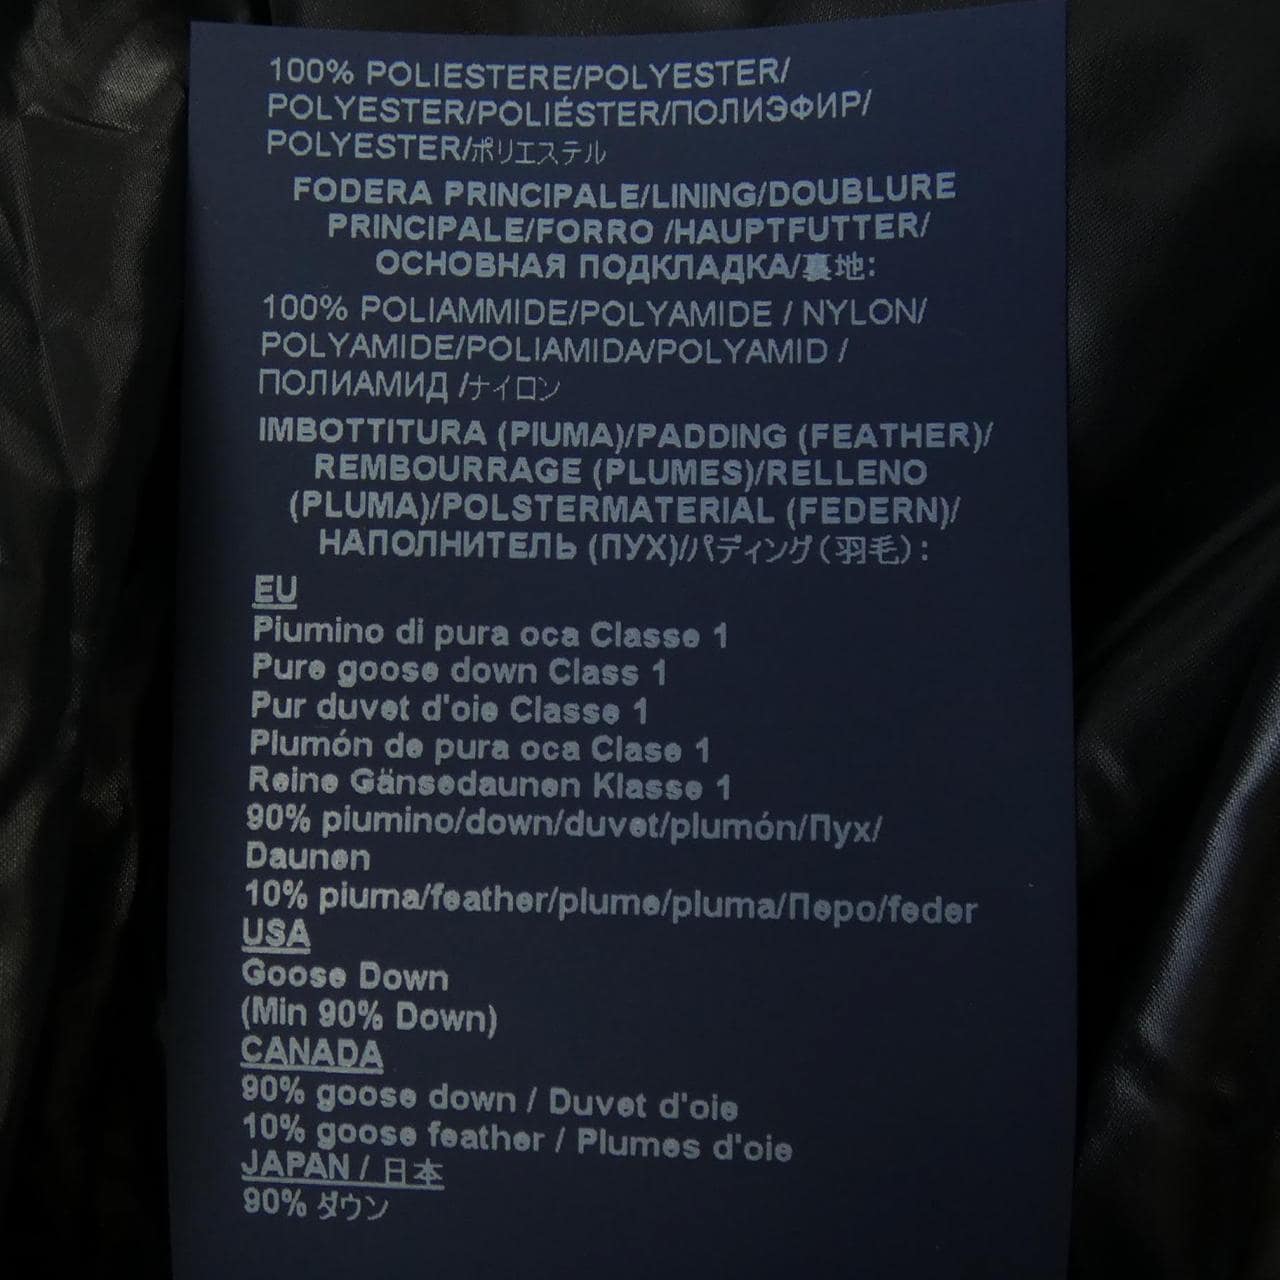 100% POLIESTERE/POLYESTER/
POLYESTER/POLIÉSTER/ПОЛИЭФИР/
POLYESTER/ポリエステル
FODERA PRINCIPALE/LINING/DOUBLURE
PRINCIPALE/FORRO /HAUPTFUTTER/
ОСНОВНАЯ ПОДКЛАДКА/裏地:
100% POLIAMMIDE/POLYAMIDE / NYLON/
POLYAMIDE/POLIAMIDA/POLYAMID /
ПОЛИАМИД /ナイロン
IMBOTTITURA (PIUMA)/PADDING (FEATHER)/
REMBOURRAGE (PLUMES)/RELLENO
(PLUMA)/POLSTERMATERIAL (FEDERN)/
НАПОЛНИТЕЛЬ (ПУХ)/パディング(羽毛):
EU
Piumino di pura oca Classe 1
Pure goose down Class 1
Pur duvet d'oie Classe 1
Plumón de pura oca Clase 1
Reine Gänsedaunen Klasse 1
90% piumino/down/duvet/plumón/Пух/
Daunen
10% piuma/feather/plume/pluma/Перо/feder
USA
Goose Down
(Min 90% Down)
CANADA
90% goose down / Duvet d'oie
10% goose feather / Plumes d'oie
JAPAN / 日本
90% ダウン